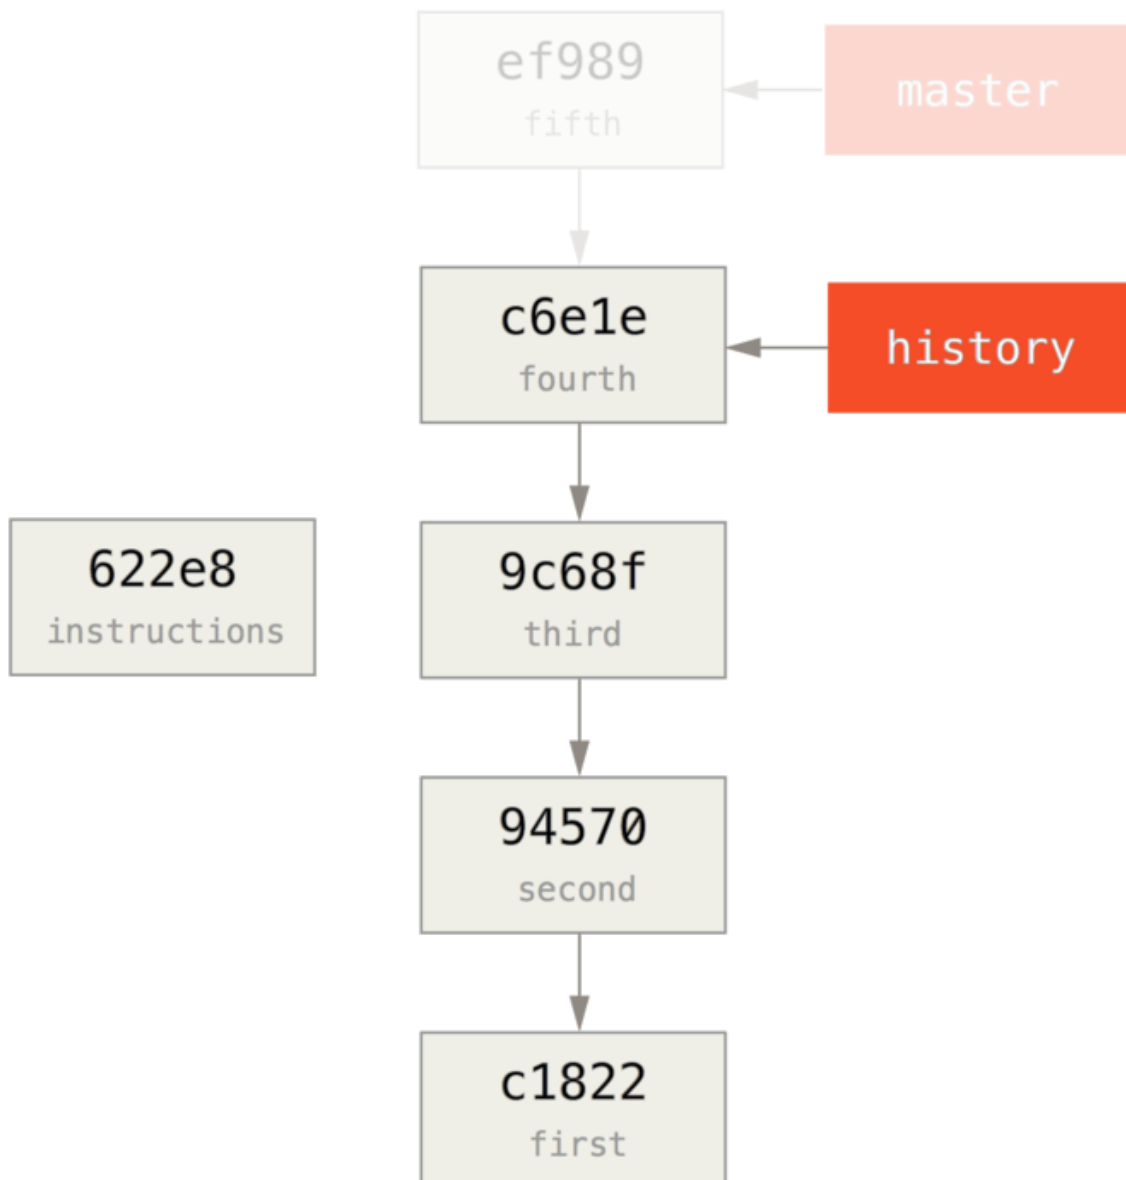 ef989
fifth
master
c6e1e
fourth
history
622e8
instructions
9c68f
third
94570
second
c1822
first